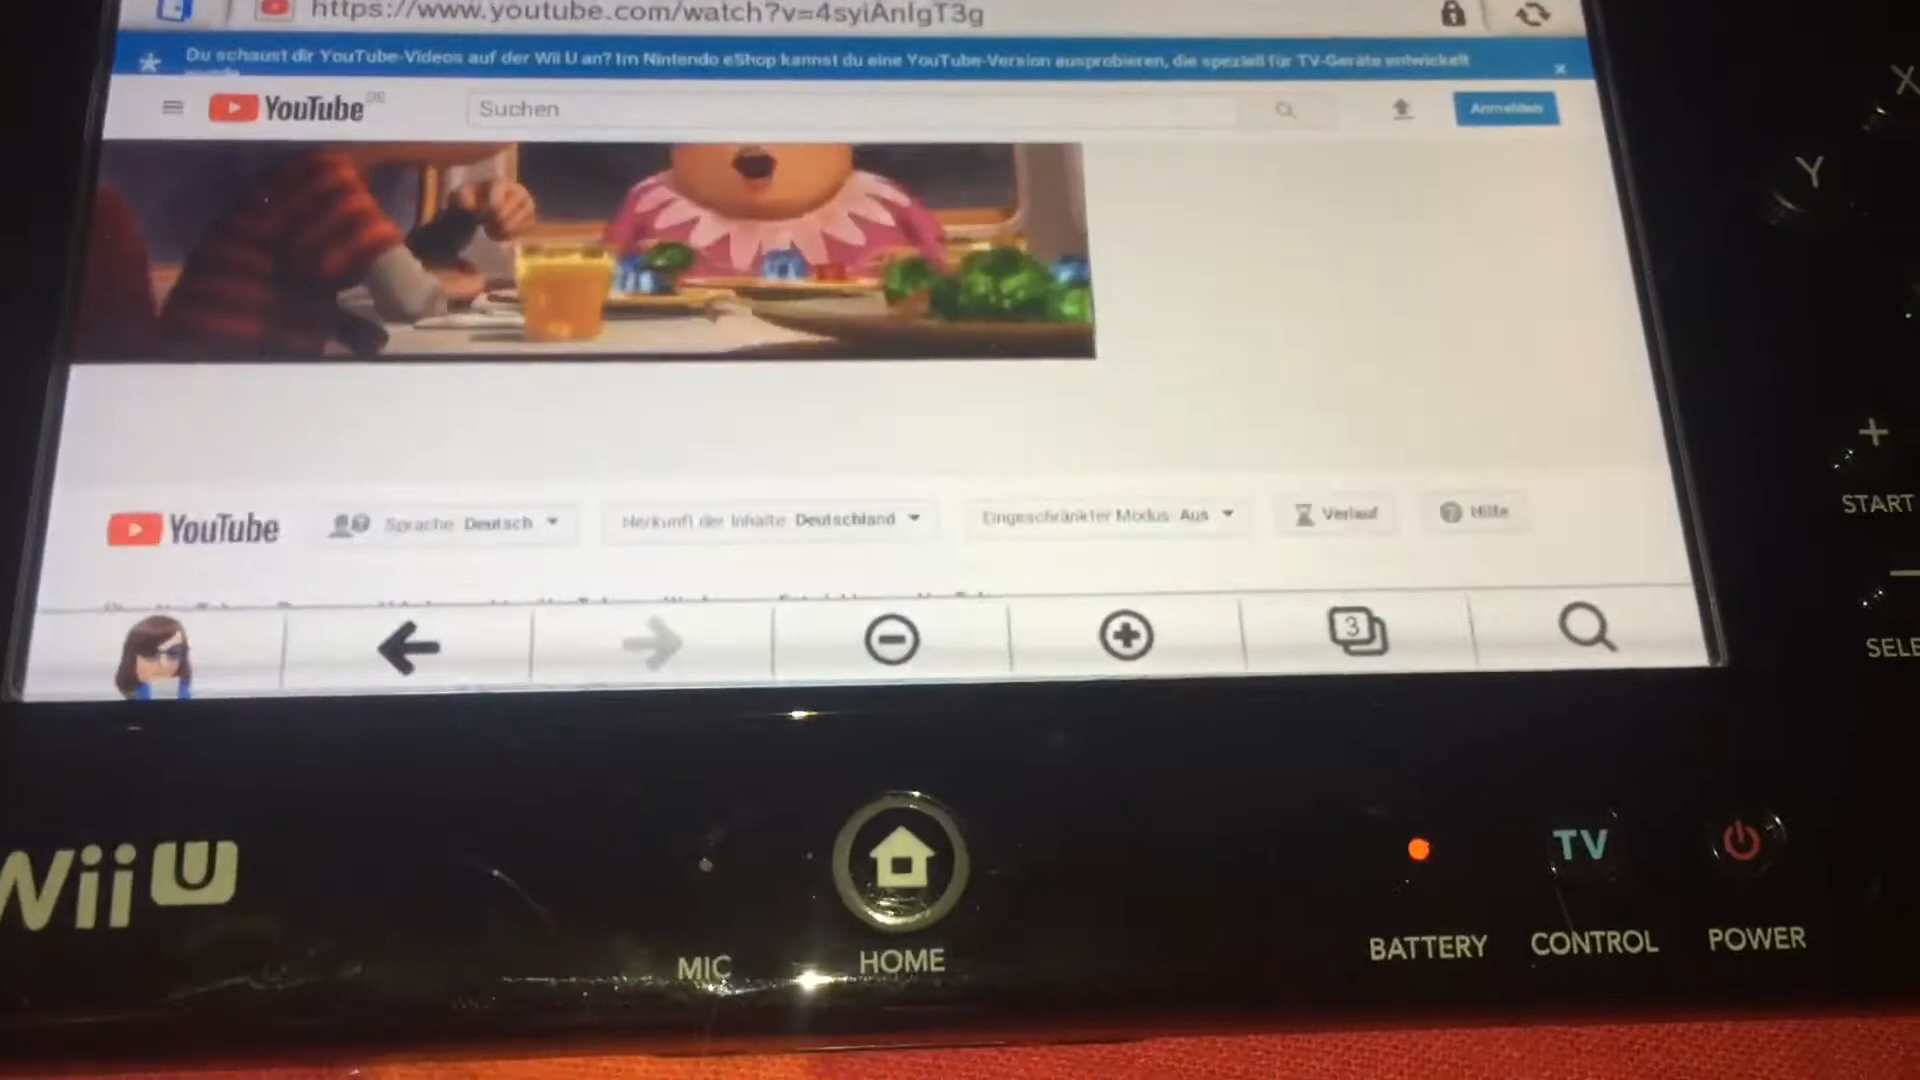 https://www.youtube.com/watch?v=4syiAnIgT3g
Du schaust dir YouTube-Videos auf der Wii U an? Im Nintendo eShop kannst du eine YouTube-Version ausprobieren, die speziell für TV-Geräte entwickelt
YouTube DE
Suchen
Anmelden
YouTube
Sprache: Deutsch
Herkunft der Inhalte: Deutschland
Eingeschränkter Modus: Aus
Verlauf
Hilfe
3
X
Y
+
START
SELE
Wii U
MIC
HOME
BATTERY
TV
CONTROL
POWER